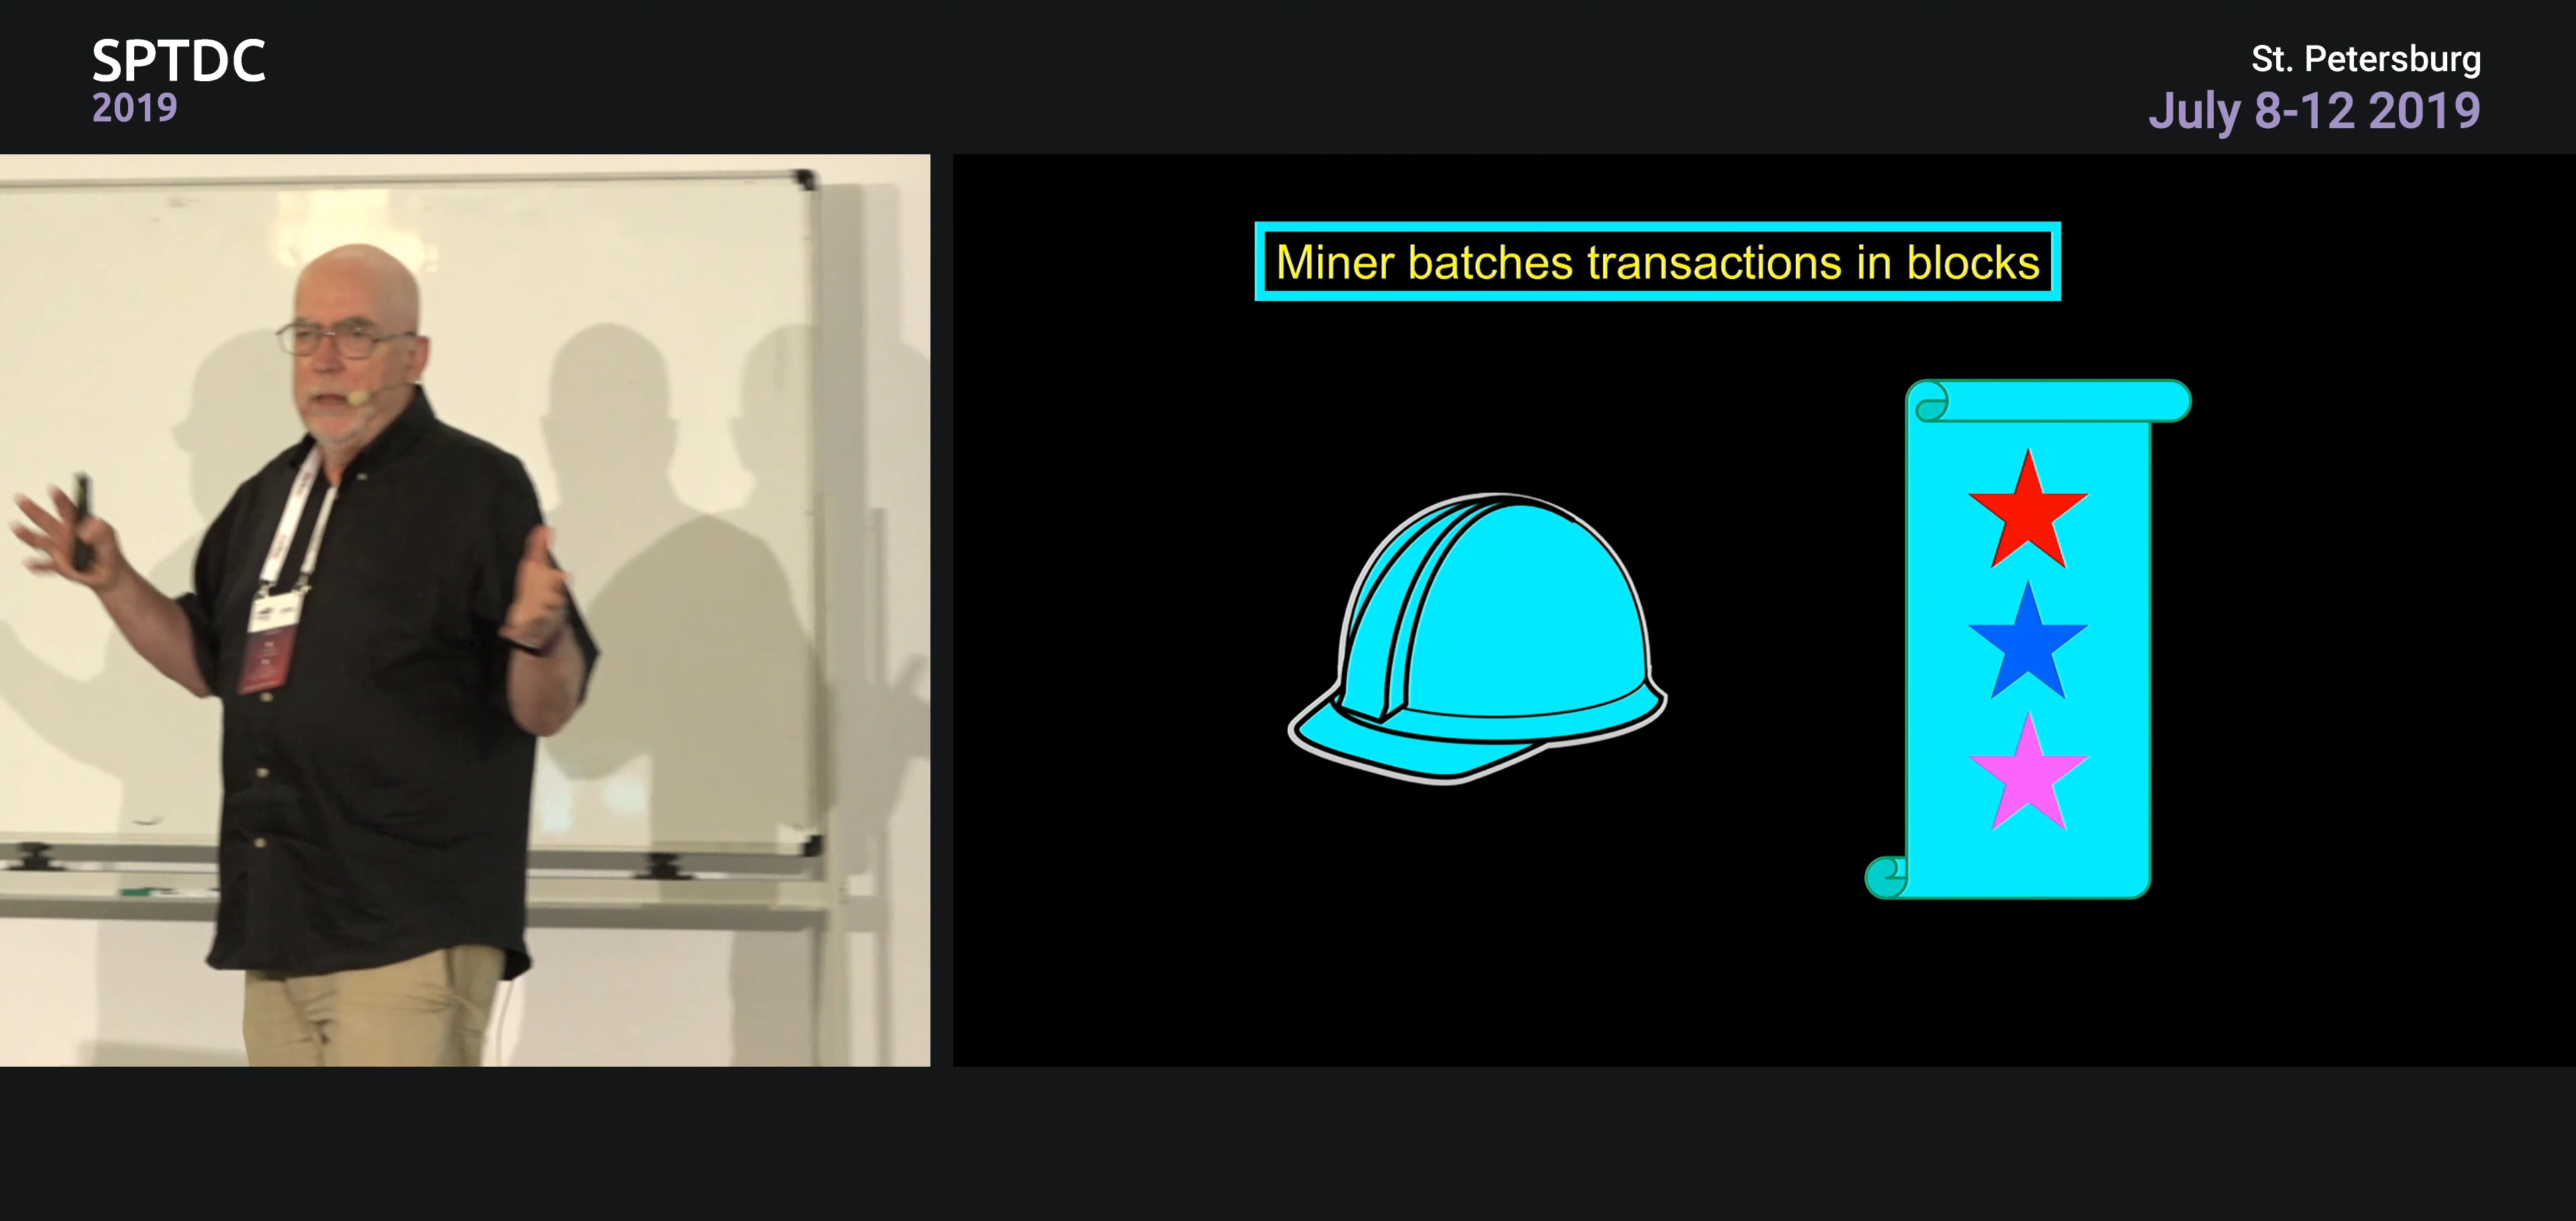 SPTDC
2019
St. Petersburg
July 8-12 2019
Miner batches transactions in blocks